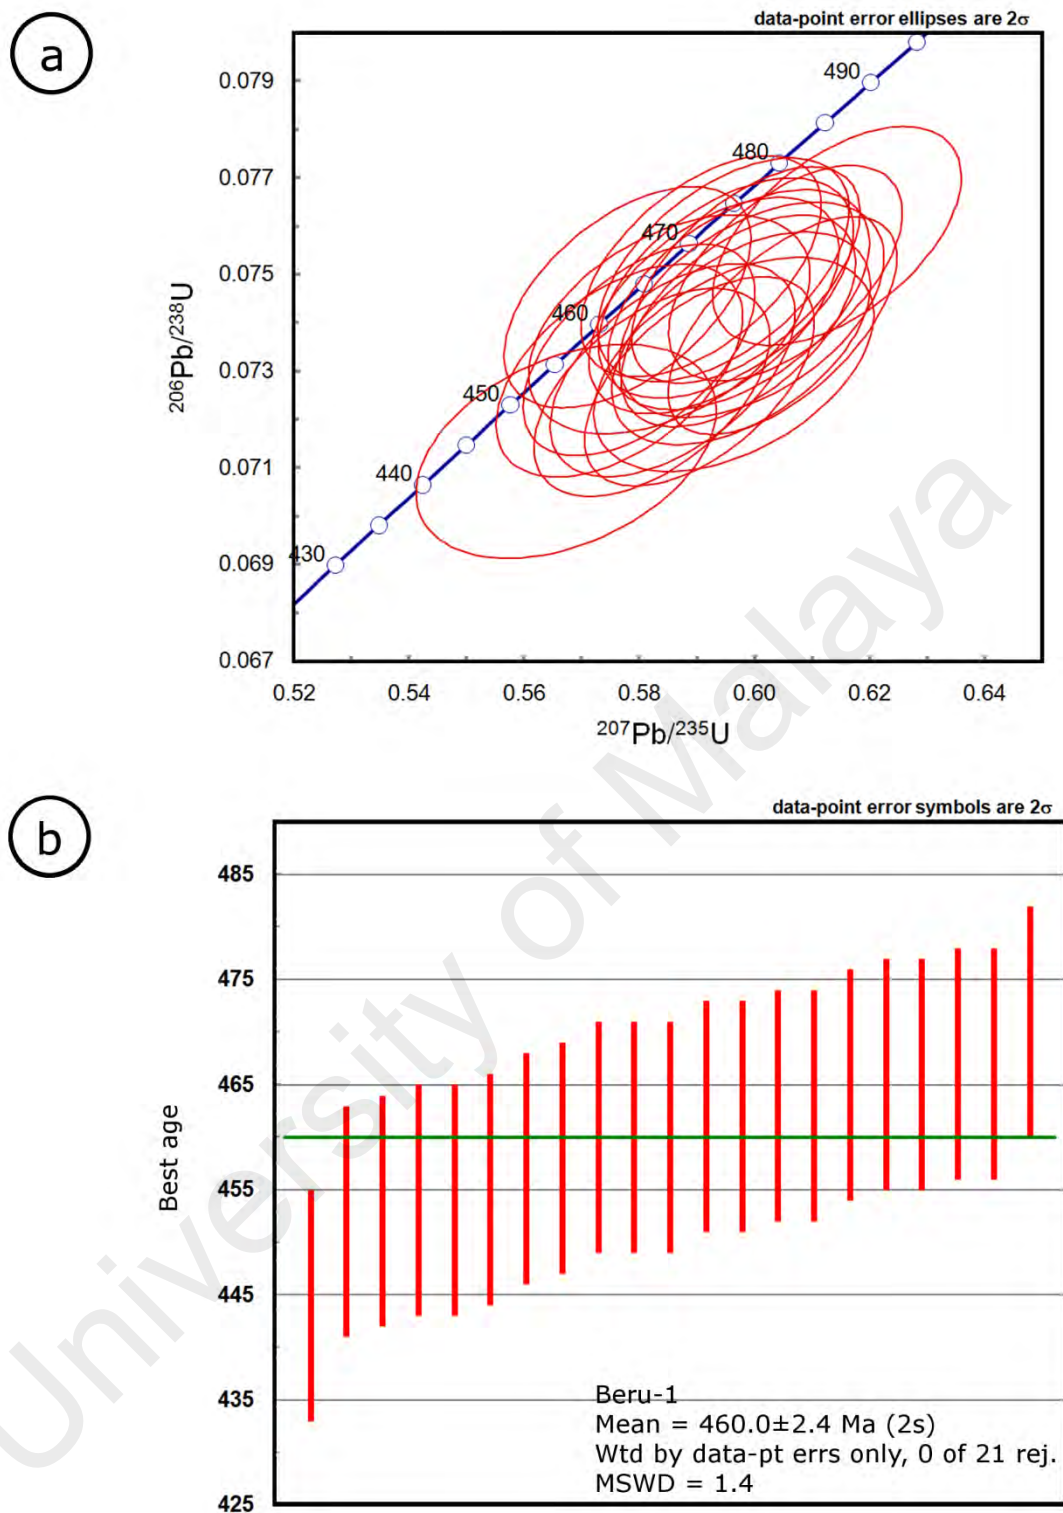 a
data-point error ellipses are 2σ
0.079
0.077
0.075
0.073
0.071
0.069
0.067
490
480
470
460
450
440
430
0.52 0.54 0.56 0.58 0.60 0.62 0.64
206Pb/238U
207Pb/235U
b
data-point error symbols are 2σ
485
475
465
455
445
435
425
Best age
Beru-1
Mean = 460.0±2.4 Ma (2s)
Wtd by data-pt errs only, 0 of 21 rej.
MSWD = 1.4
University of Malaya